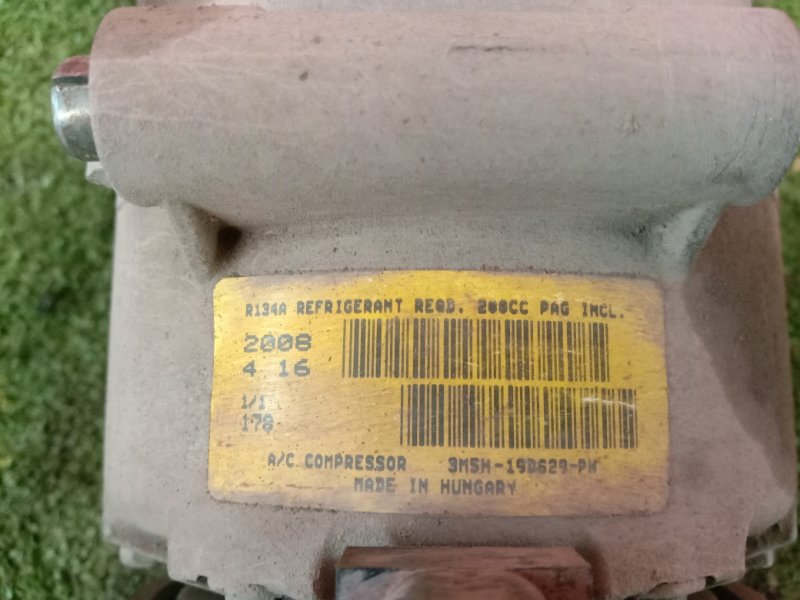 R134A REFRIGERANT REQD. 200CC PAG INCL.
2008
4 16
1/1
178
A/C COMPRESSOR 3M5H-19D629-PH
MADE IN HUNGARY